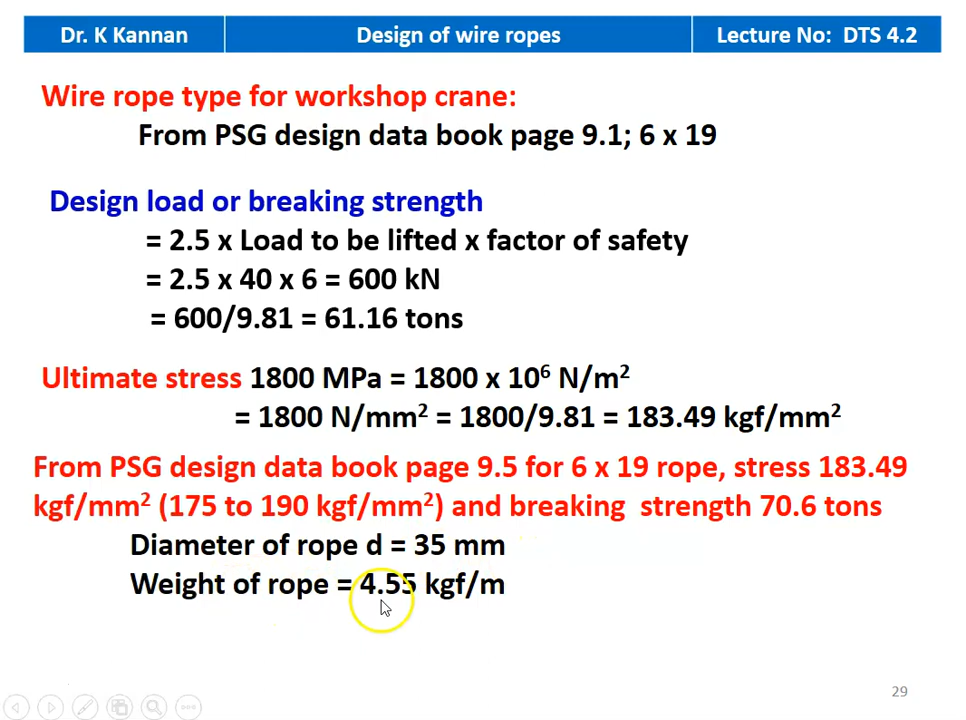 Dr. K Kannan
Design of wire ropes
Lecture No: DTS 4.2
Wire rope type for workshop crane:
From PSG design data book page 9.1; 6 x 19
Design load or breaking strength
= 2.5 x Load to be lifted x factor of safety
= 2.5 x 40 x 6 = 600 kN
= 600/9.81 = 61.16 tons
Ultimate stress 1800 MPa = 1800 x 10⁶ N/m²
= 1800 N/mm² = 1800/9.81 = 183.49 kgf/mm²
From PSG design data book page 9.5 for 6 x 19 rope, stress 183.49
kgf/mm² (175 to 190 kgf/mm²) and breaking strength 70.6 tons
Diameter of rope d = 35 mm
Weight of rope = 4.55 kgf/m
29